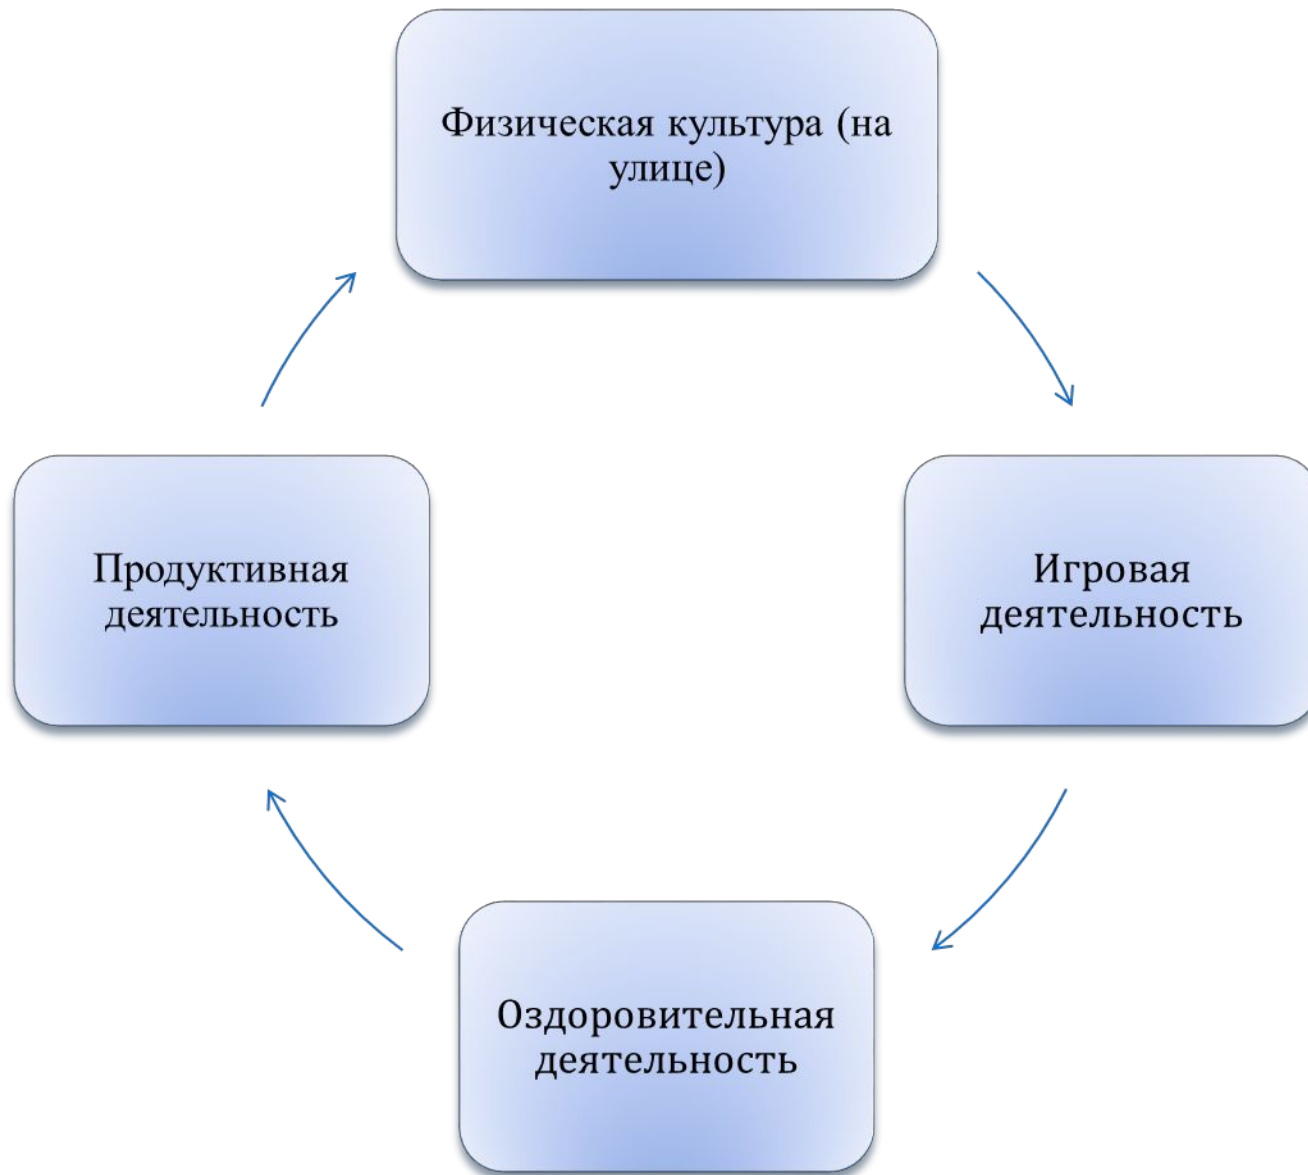 Физическая культура (на
улице)
Продуктивная
деятельность
Игровая
деятельность
Оздоровительная
деятельность